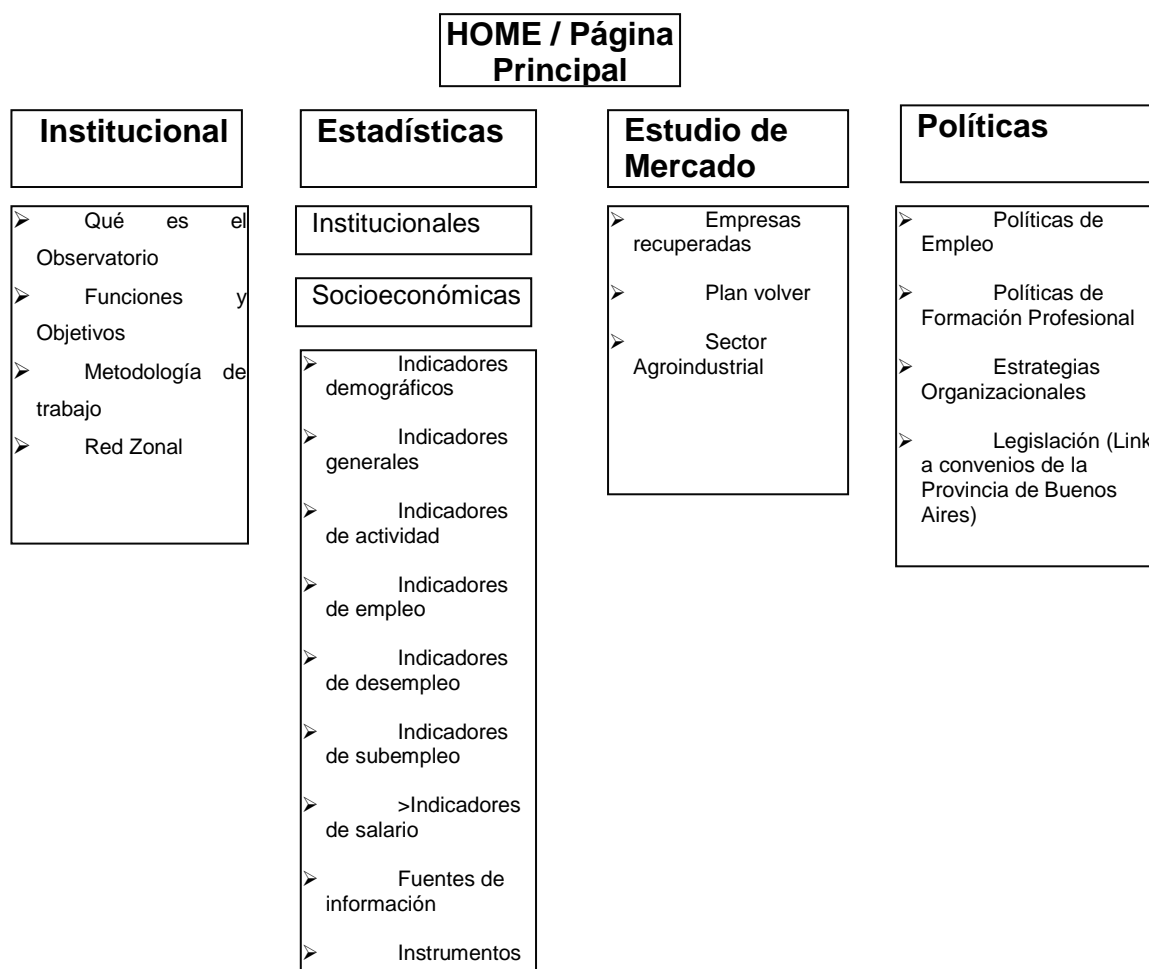 HOME / Página
Principal
Institucional
➢ Qué es el
Observatorio
➢ Funciones y
Objetivos
➢ Metodología de
trabajo
➢ Red Zonal
Estadísticas
Institucionales
Socioeconómicas
➢ Indicadores
demográficos
➢ Indicadores
generales
➢ Indicadores
de actividad
➢ Indicadores
de empleo
➢ Indicadores
de desempleo
➢ Indicadores
de subempleo
➢ >Indicadores
de salario
➢ Fuentes de
información
➢ Instrumentos
Estudio de
Mercado
➢ Empresas
recuperadas
➢ Plan volver
➢ Sector
Agroindustrial
Políticas
➢ Políticas de
Empleo
➢ Políticas de
Formación Profesional
➢ Estrategias
Organizacionales
➢ Legislación (Link
a convenios de la
Provincia de Buenos
Aires)